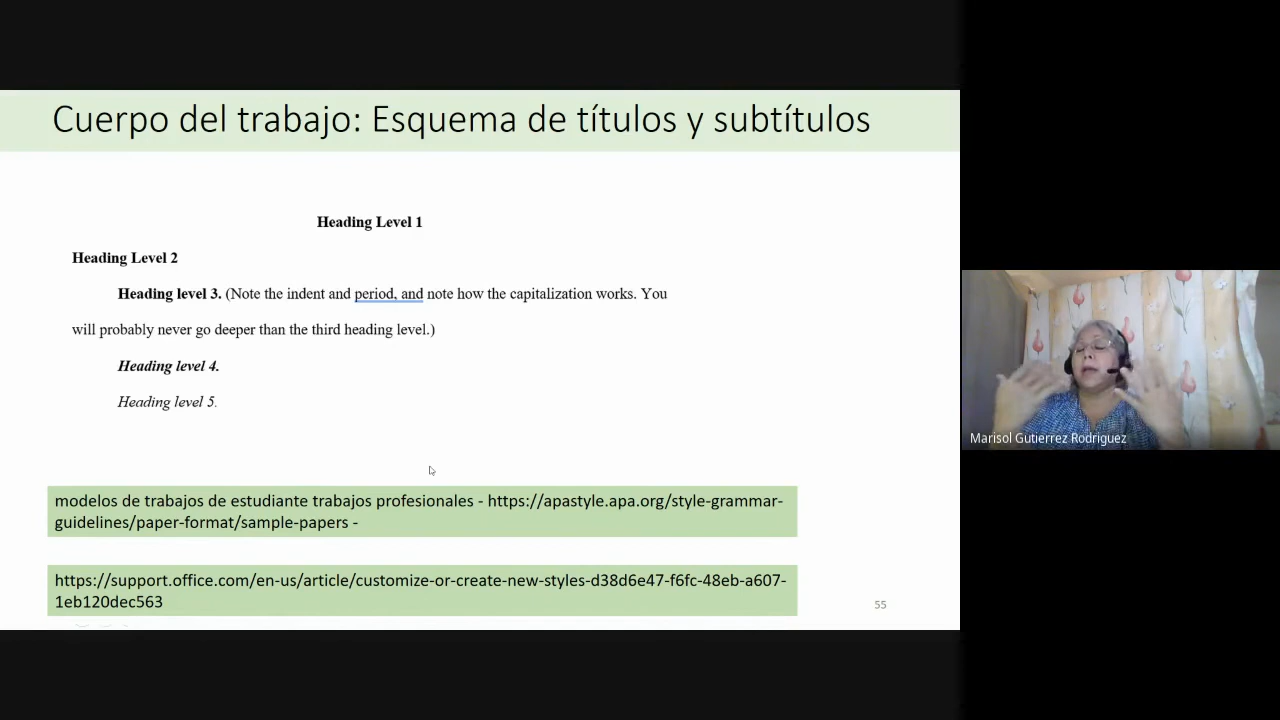 Cuerpo del trabajo: Esquema de títulos y subtítulos
Heading Level 1
Heading Level 2
Heading level 3. (Note the indent and period, and note how the capitalization works. You
will probably never go deeper than the third heading level.)
Heading level 4.
Heading level 5.
modelos de trabajos de estudiante trabajos profesionales - https://apastyle.apa.org/style-grammar-
guidelines/paper-format/sample-papers -
https://support.office.com/en-us/article/customize-or-create-new-styles-d38d6e47-f6fc-48eb-a607-
1eb120dec563
55
Marisol Gutierrez Rodriguez